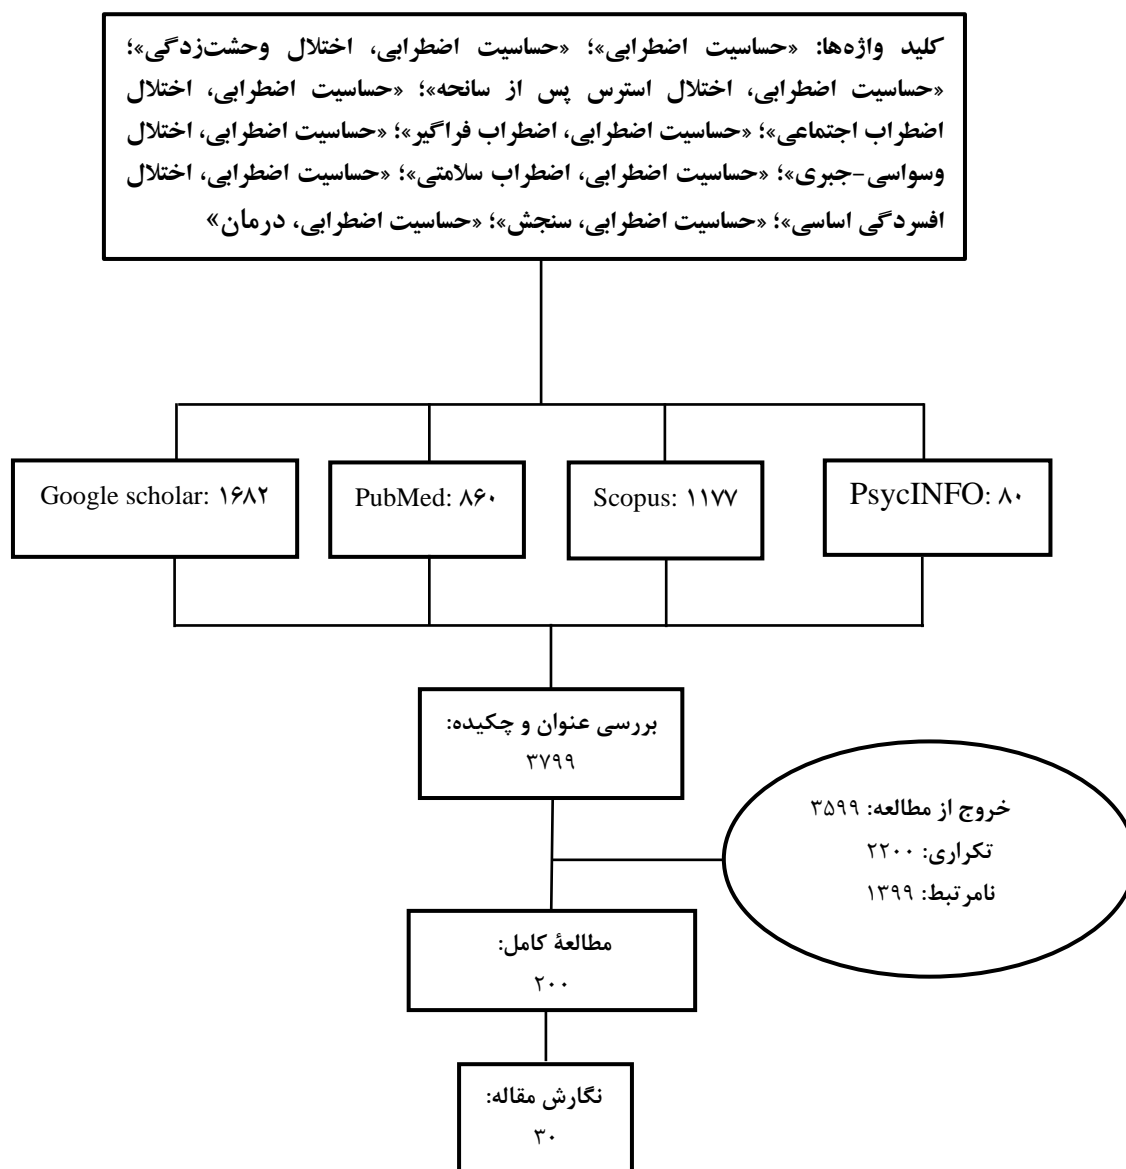 کلید واژه‌ها: «حساسیت اضطرابی»؛ «حساسیت اضطرابی، اختلال وحشت‌زدگی»؛
«حساسیت اضطرابی، اختلال استرس پس از سانحه»؛ «حساسیت اضطرابی، اختلال
اضطراب اجتماعی»؛ «حساسیت اضطرابی، اضطراب فراگیر»؛ «حساسیت اضطرابی، اختلال
وسواسی-جبری»؛ «حساسیت اضطرابی، اضطراب سلامتی»؛ «حساسیت اضطرابی، اختلال
افسردگی اساسی»؛ «حساسیت اضطرابی، سنجش»؛ «حساسیت اضطرابی، درمان»
Google scholar: ۱۶۸۲
PubMed: ۸۶۰
Scopus: ۱۱۷۷
PsycINFO: ۸۰
بررسی عنوان و چکیده:
۳۷۹۹
خروج از مطالعه: ۳۵۹۹
تکراری: ۲۲۰۰
نامرتبط: ۱۳۹۹
مطالعۀ کامل:
۲۰۰
نگارش مقاله:
۳۰